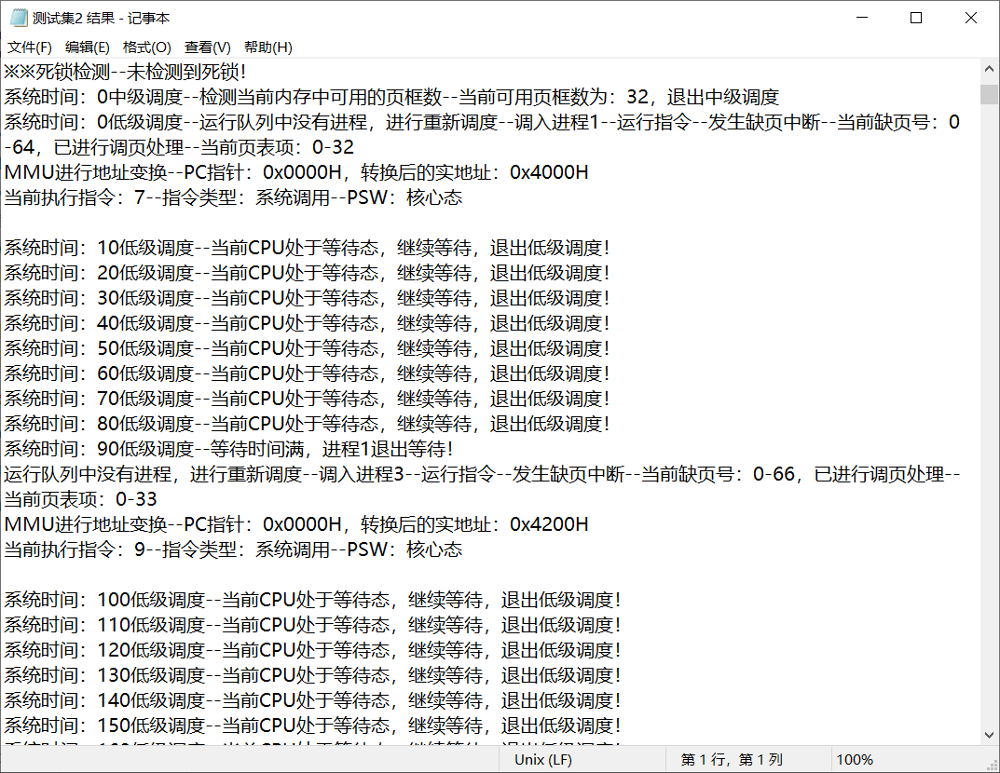 测试集2 结果 - 记事本
文件(F) 编辑(E) 格式(O) 查看(V) 帮助(H)
※※死锁检测--未检测到死锁！
系统时间：0中级调度--检测当前内存中可用的页框数--当前可用页框数为：32，退出中级调度
系统时间：0低级调度--运行队列中没有进程，进行重新调度--调入进程1--运行指令--发生缺页中断--当前缺页号：0
-64，已进行调页处理--当前页表项：0-32
MMU进行地址变换--PC指针：0x0000H，转换后的实地址：0x4000H
当前执行指令：7--指令类型：系统调用--PSW：核心态
系统时间：10低级调度--当前CPU处于等待态，继续等待，退出低级调度！
系统时间：20低级调度--当前CPU处于等待态，继续等待，退出低级调度！
系统时间：30低级调度--当前CPU处于等待态，继续等待，退出低级调度！
系统时间：40低级调度--当前CPU处于等待态，继续等待，退出低级调度！
系统时间：50低级调度--当前CPU处于等待态，继续等待，退出低级调度！
系统时间：60低级调度--当前CPU处于等待态，继续等待，退出低级调度！
系统时间：70低级调度--当前CPU处于等待态，继续等待，退出低级调度！
系统时间：80低级调度--当前CPU处于等待态，继续等待，退出低级调度！
系统时间：90低级调度--等待时间满，进程1退出等待！
运行队列中没有进程，进行重新调度--调入进程3--运行指令--发生缺页中断--当前缺页号：0-66，已进行调页处理--
当前页表项：0-33
MMU进行地址变换--PC指针：0x0000H，转换后的实地址：0x4200H
当前执行指令：9--指令类型：系统调用--PSW：核心态
系统时间：100低级调度--当前CPU处于等待态，继续等待，退出低级调度！
系统时间：110低级调度--当前CPU处于等待态，继续等待，退出低级调度！
系统时间：120低级调度--当前CPU处于等待态，继续等待，退出低级调度！
系统时间：130低级调度--当前CPU处于等待态，继续等待，退出低级调度！
系统时间：140低级调度--当前CPU处于等待态，继续等待，退出低级调度！
系统时间：150低级调度--当前CPU处于等待态，继续等待，退出低级调度！
Unix (LF)
第 1 行，第 1 列
100%